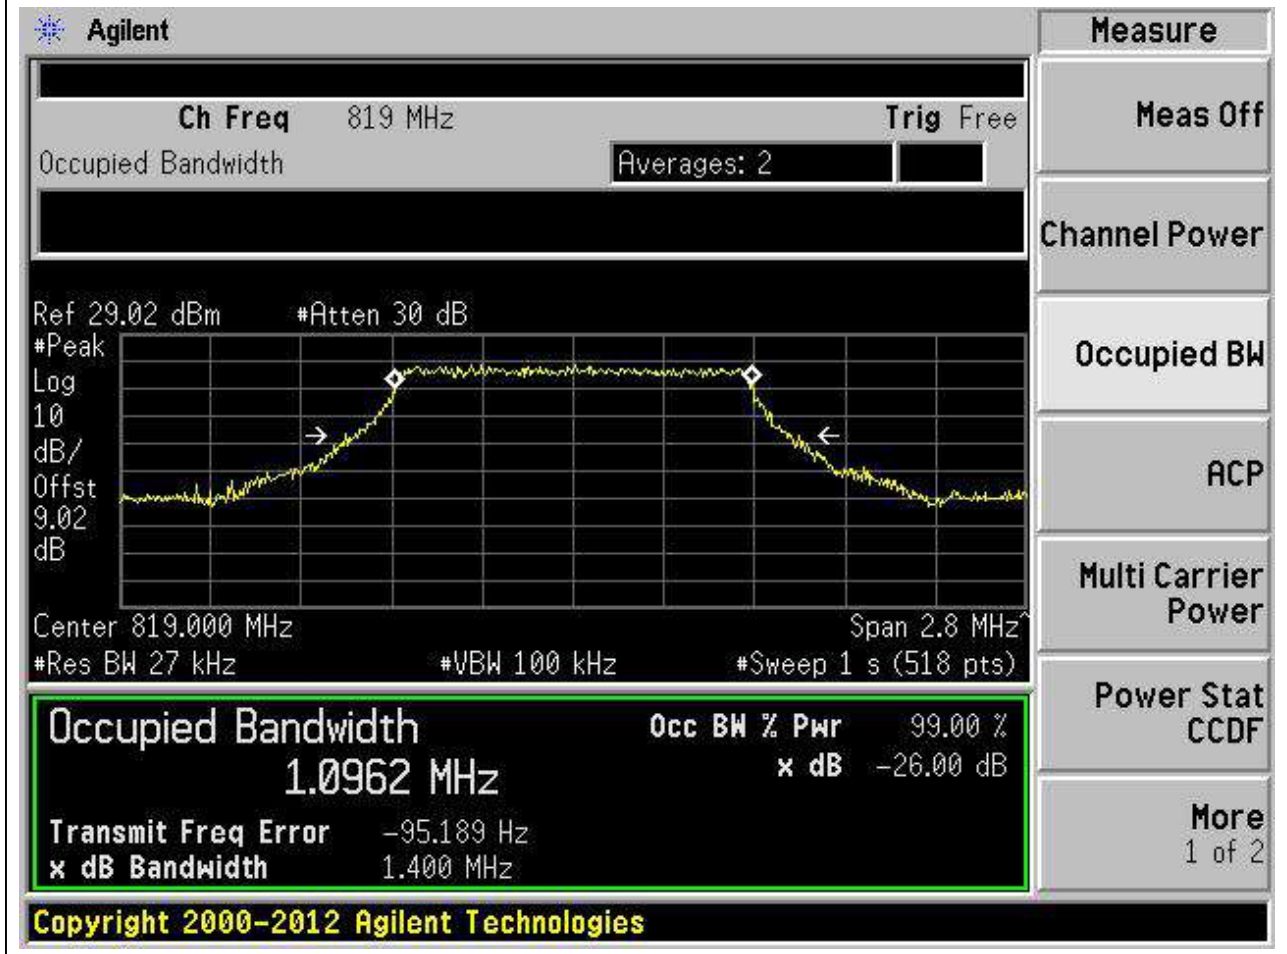 Agilent
Measure
Ch Freq 819 MHz Trig Free
Occupied Bandwidth Averages: 2
Meas Off
Channel Power
Occupied BW
ACP
Multi Carrier
Power
Power Stat
CCDF
More
1 of 2
Ref 29.02 dBm #Atten 30 dB
#Peak
Log
10
dB/
Offst
9.02
dB
Center 819.000 MHz Span 2.8 MHz^
#Res BW 27 kHz #VBW 100 kHz #Sweep 1 s (518 pts)
Occupied Bandwidth Occ BW % Pwr 99.00 %
1.0962 MHz x dB -26.00 dB
Transmit Freq Error -95.189 Hz
x dB Bandwidth 1.400 MHz
Copyright 2000-2012 Agilent Technologies